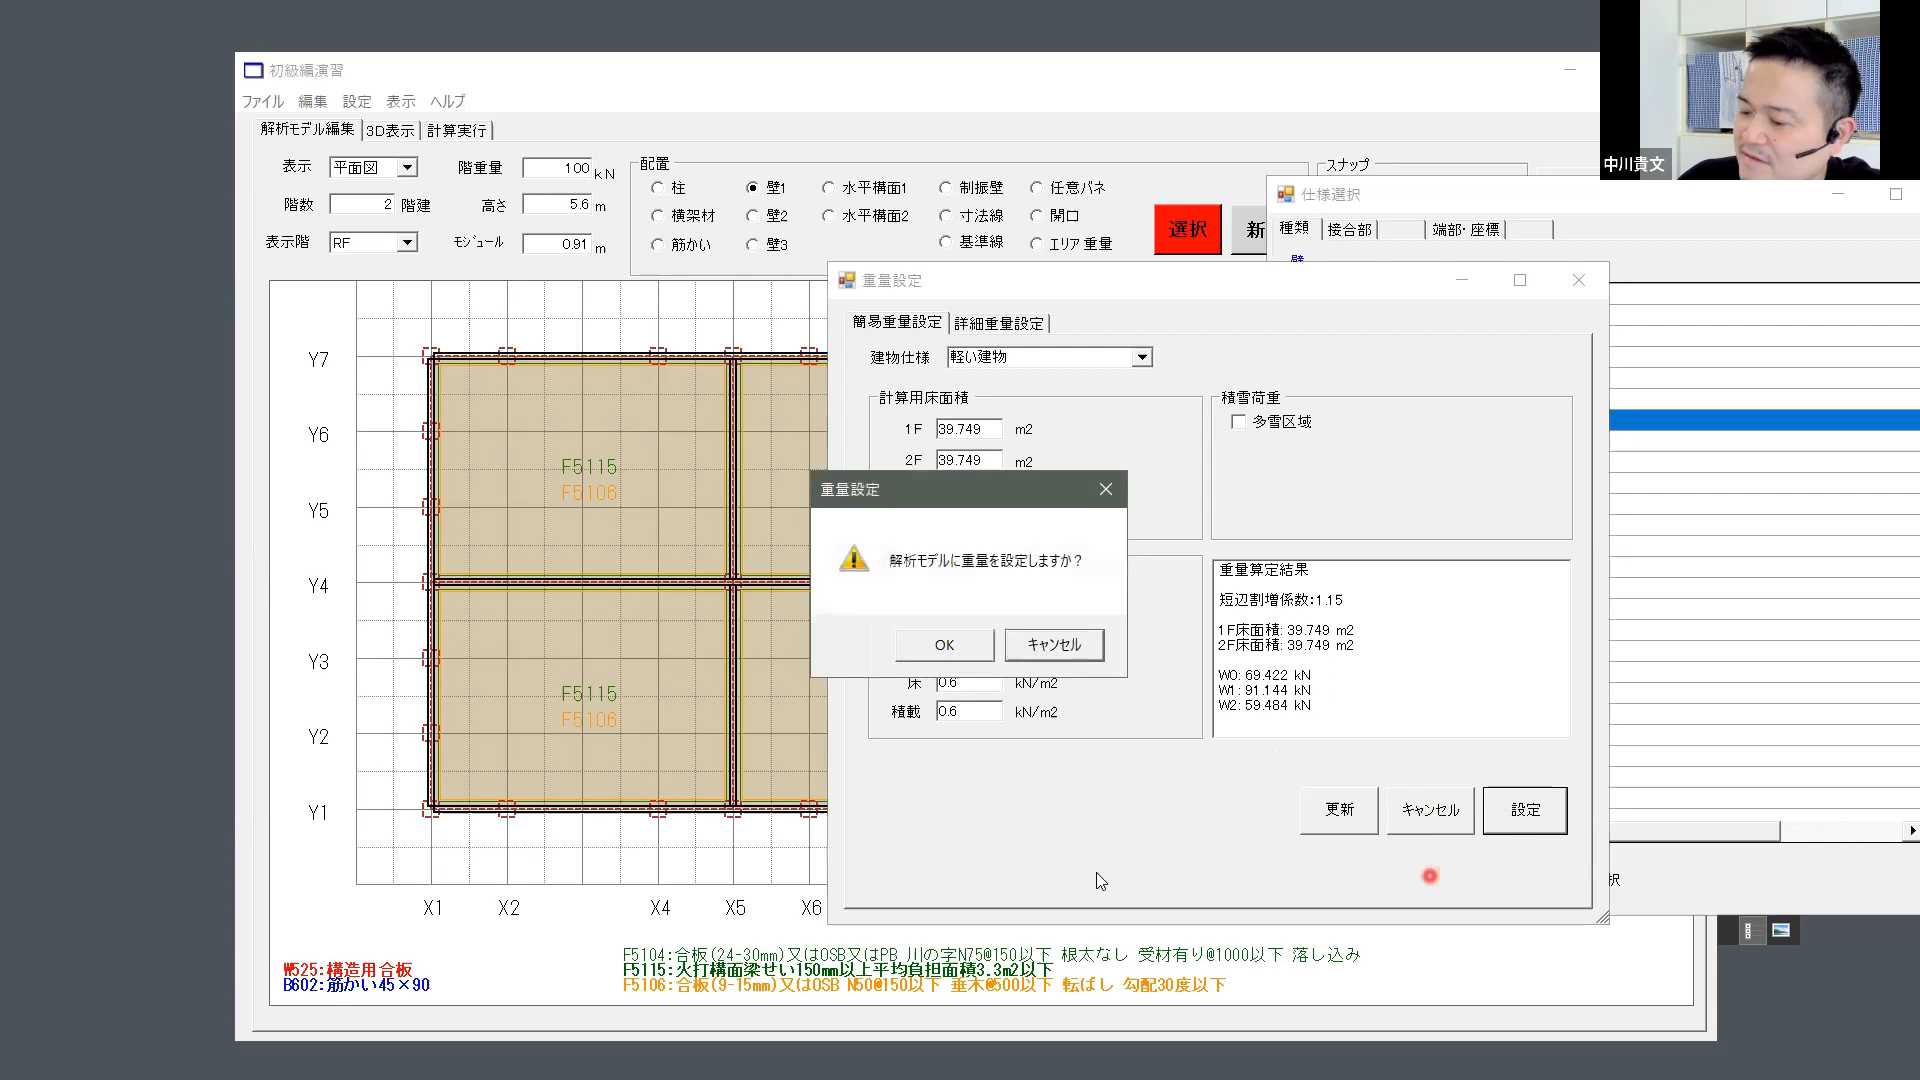 初級編演習
ファイル 編集 設定 表示 ヘルプ
解析モデル編集 3D表示 計算実行
表示 平面図 階重量 100 kN
階数 2 階建 高さ 5.6 m
表示階 RF モジュール 0.91 m
配置
柱 壁1 水平構面1 制振壁 任意バネ
横架材 壁2 水平構面2 寸法線 開口
筋かい 壁3 基準線 エリア重量
スナップ
選択 新
中川貴文
仕様選択
種類 接合部 端部・座標
壁
重量設定
簡易重量設定 詳細重量設定
建物仕様 軽い建物
計算用床面積
1F 39.749 m2
2F 39.749 m2
積雪荷重
多雪区域
重量設定
解析モデルに重量を設定しますか?
OK キャンセル
床 0.6 kN/m2
積載 0.6 kN/m2
重量算定結果
短辺割増係数:1.15
1F床面積: 39.749 m2
2F床面積: 39.749 m2
W0: 69.422 kN
W1: 91.144 kN
W2: 59.484 kN
更新 キャンセル 設定
択
Y7
Y6
Y5
Y4
Y3
Y2
Y1
F5115
F5106
F5115
F5106
X1 X2 X4 X5 X6
W525:構造用合板
B602:筋かい45×90
F5104:合板(24-30mm)又はOSB又はPB 川の字N75@150以下 根太なし 受材有り@1000以下 落し込み
F5115:火打構面梁せい150mm以上平均負担面積3.3m2以下
F5106:合板(9-15mm)又はOSB N50@150以下 垂木@500以下 転ばし 勾配30度以下